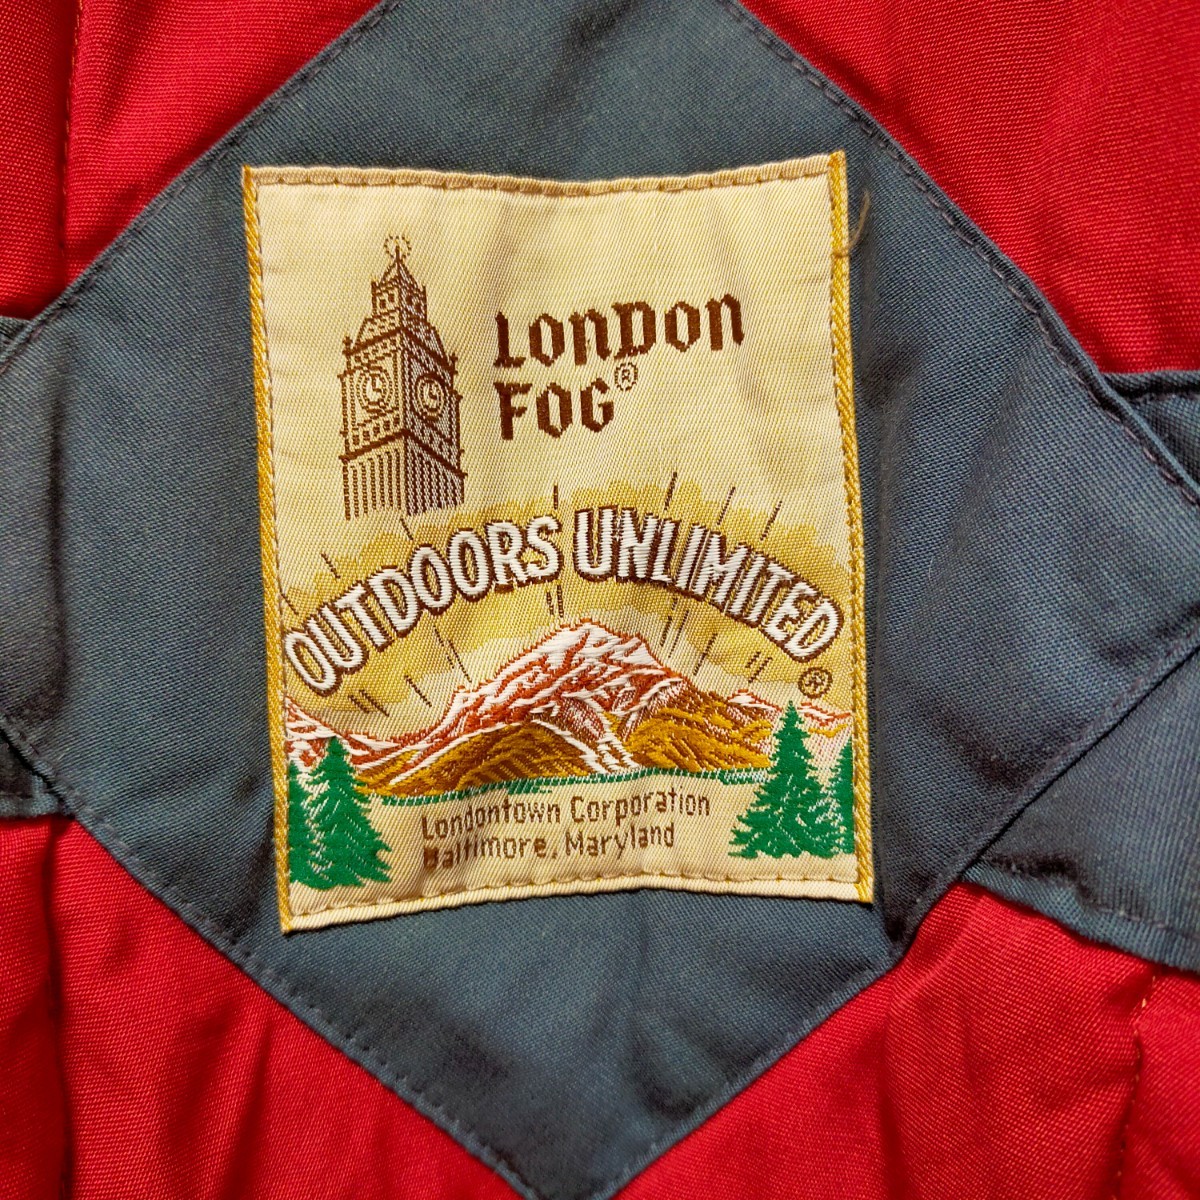 LONDON
FOG®
OUTDOORS UNLIMITED®
Londontown Corporation
Baltimore, Maryland